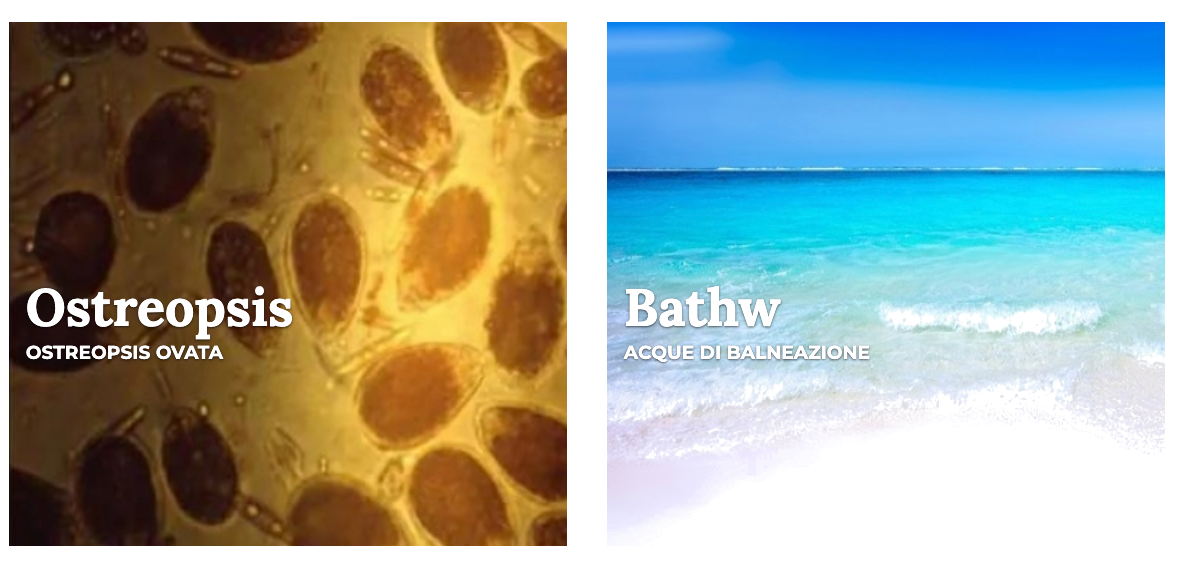 Ostreopsis
OSTREOPSIS OVATA
Bathw
ACQUE DI BALNEAZIONE